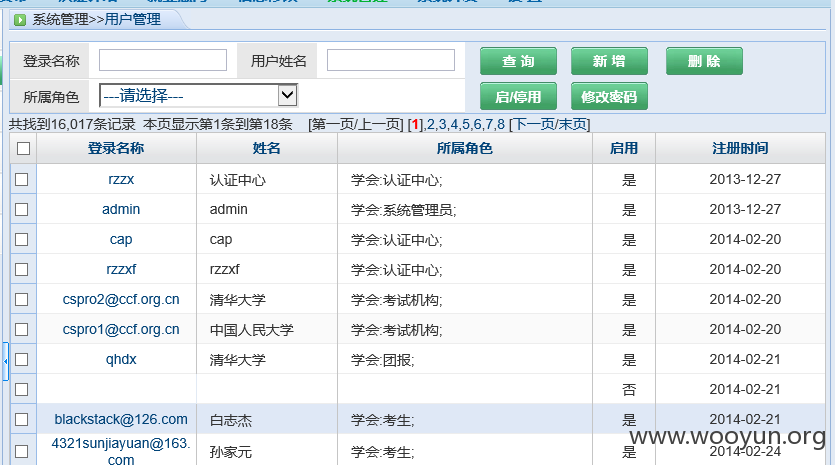 系统管理>>用户管理
登录名称 用户姓名 查 询 新 增 删 除
所属角色 ---请选择--- 启/停用 修改密码
共找到16,017条记录 本页显示第1条到第18条 [第一页/上一页] [1],2,3,4,5,6,7,8 [下一页/末页]
登录名称 姓名 所属角色 启用 注册时间
rzzx 认证中心 学会:认证中心; 是 2013-12-27
admin admin 学会:系统管理员; 是 2013-12-27
cap cap 学会:认证中心; 是 2014-02-20
rzzxf rzzxf 学会:认证中心; 是 2014-02-20
cspro2@ccf.org.cn 清华大学 学会:考试机构; 是 2014-02-20
cspro1@ccf.org.cn 中国人民大学 学会:考试机构; 是 2014-02-20
qhdx 清华大学 学会:团报; 是 2014-02-21
否 2014-02-21
blackstack@126.com 白志杰 学会:考生; 是 2014-02-21
4321sunjiayuan@163.com 孙家元 学会:考生; 是 2014-02-24
www.wooyun.org